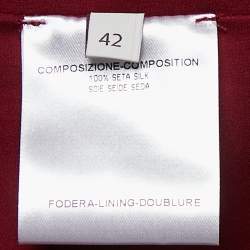 42
COMPOSIZIONE-COMPOSITION
100% SETA SILK
SOIE SEIDE SEDA
FODERA-LINING-DOUBLURE